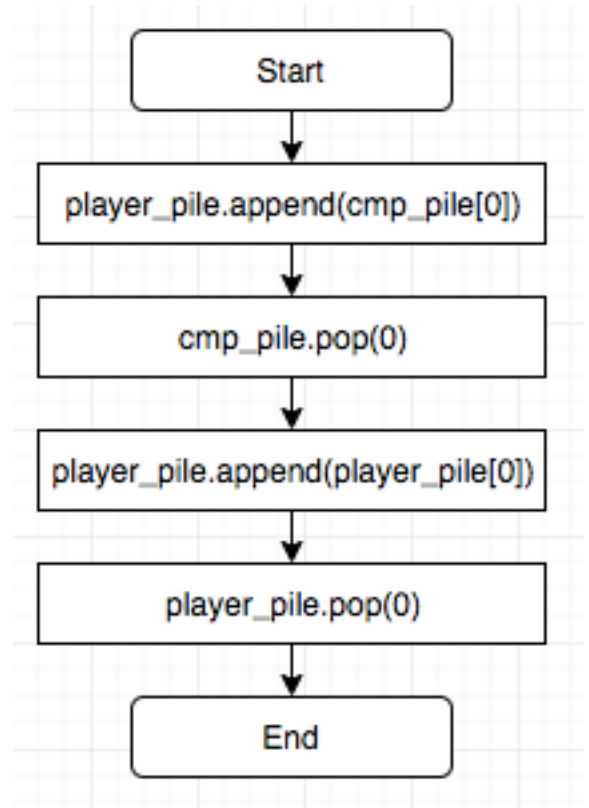 Start
player_pile.append(cmp_pile[0])
cmp_pile.pop(0)
player_pile.append(player_pile[0])
player_pile.pop(0)
End